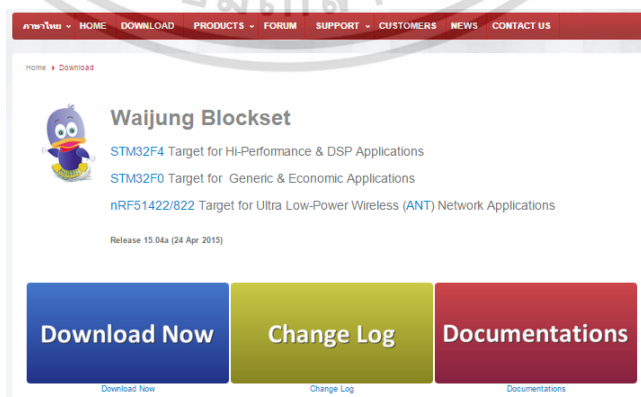 ภาษาไทย HOME DOWNLOAD PRODUCTS FORUM SUPPORT CUSTOMERS NEWS CONTACT US
Home Download
Waijung Blockset
STM32F4 Target for Hi-Performance & DSP Applications
STM32F0 Target for Generic & Economic Applications
nRF51422/822 Target for Ultra Low-Power Wireless (ANT) Network Applications
Release 15.04a (24 Apr 2015)
Download Now Change Log Documentations
Download Now Change Log Documentations